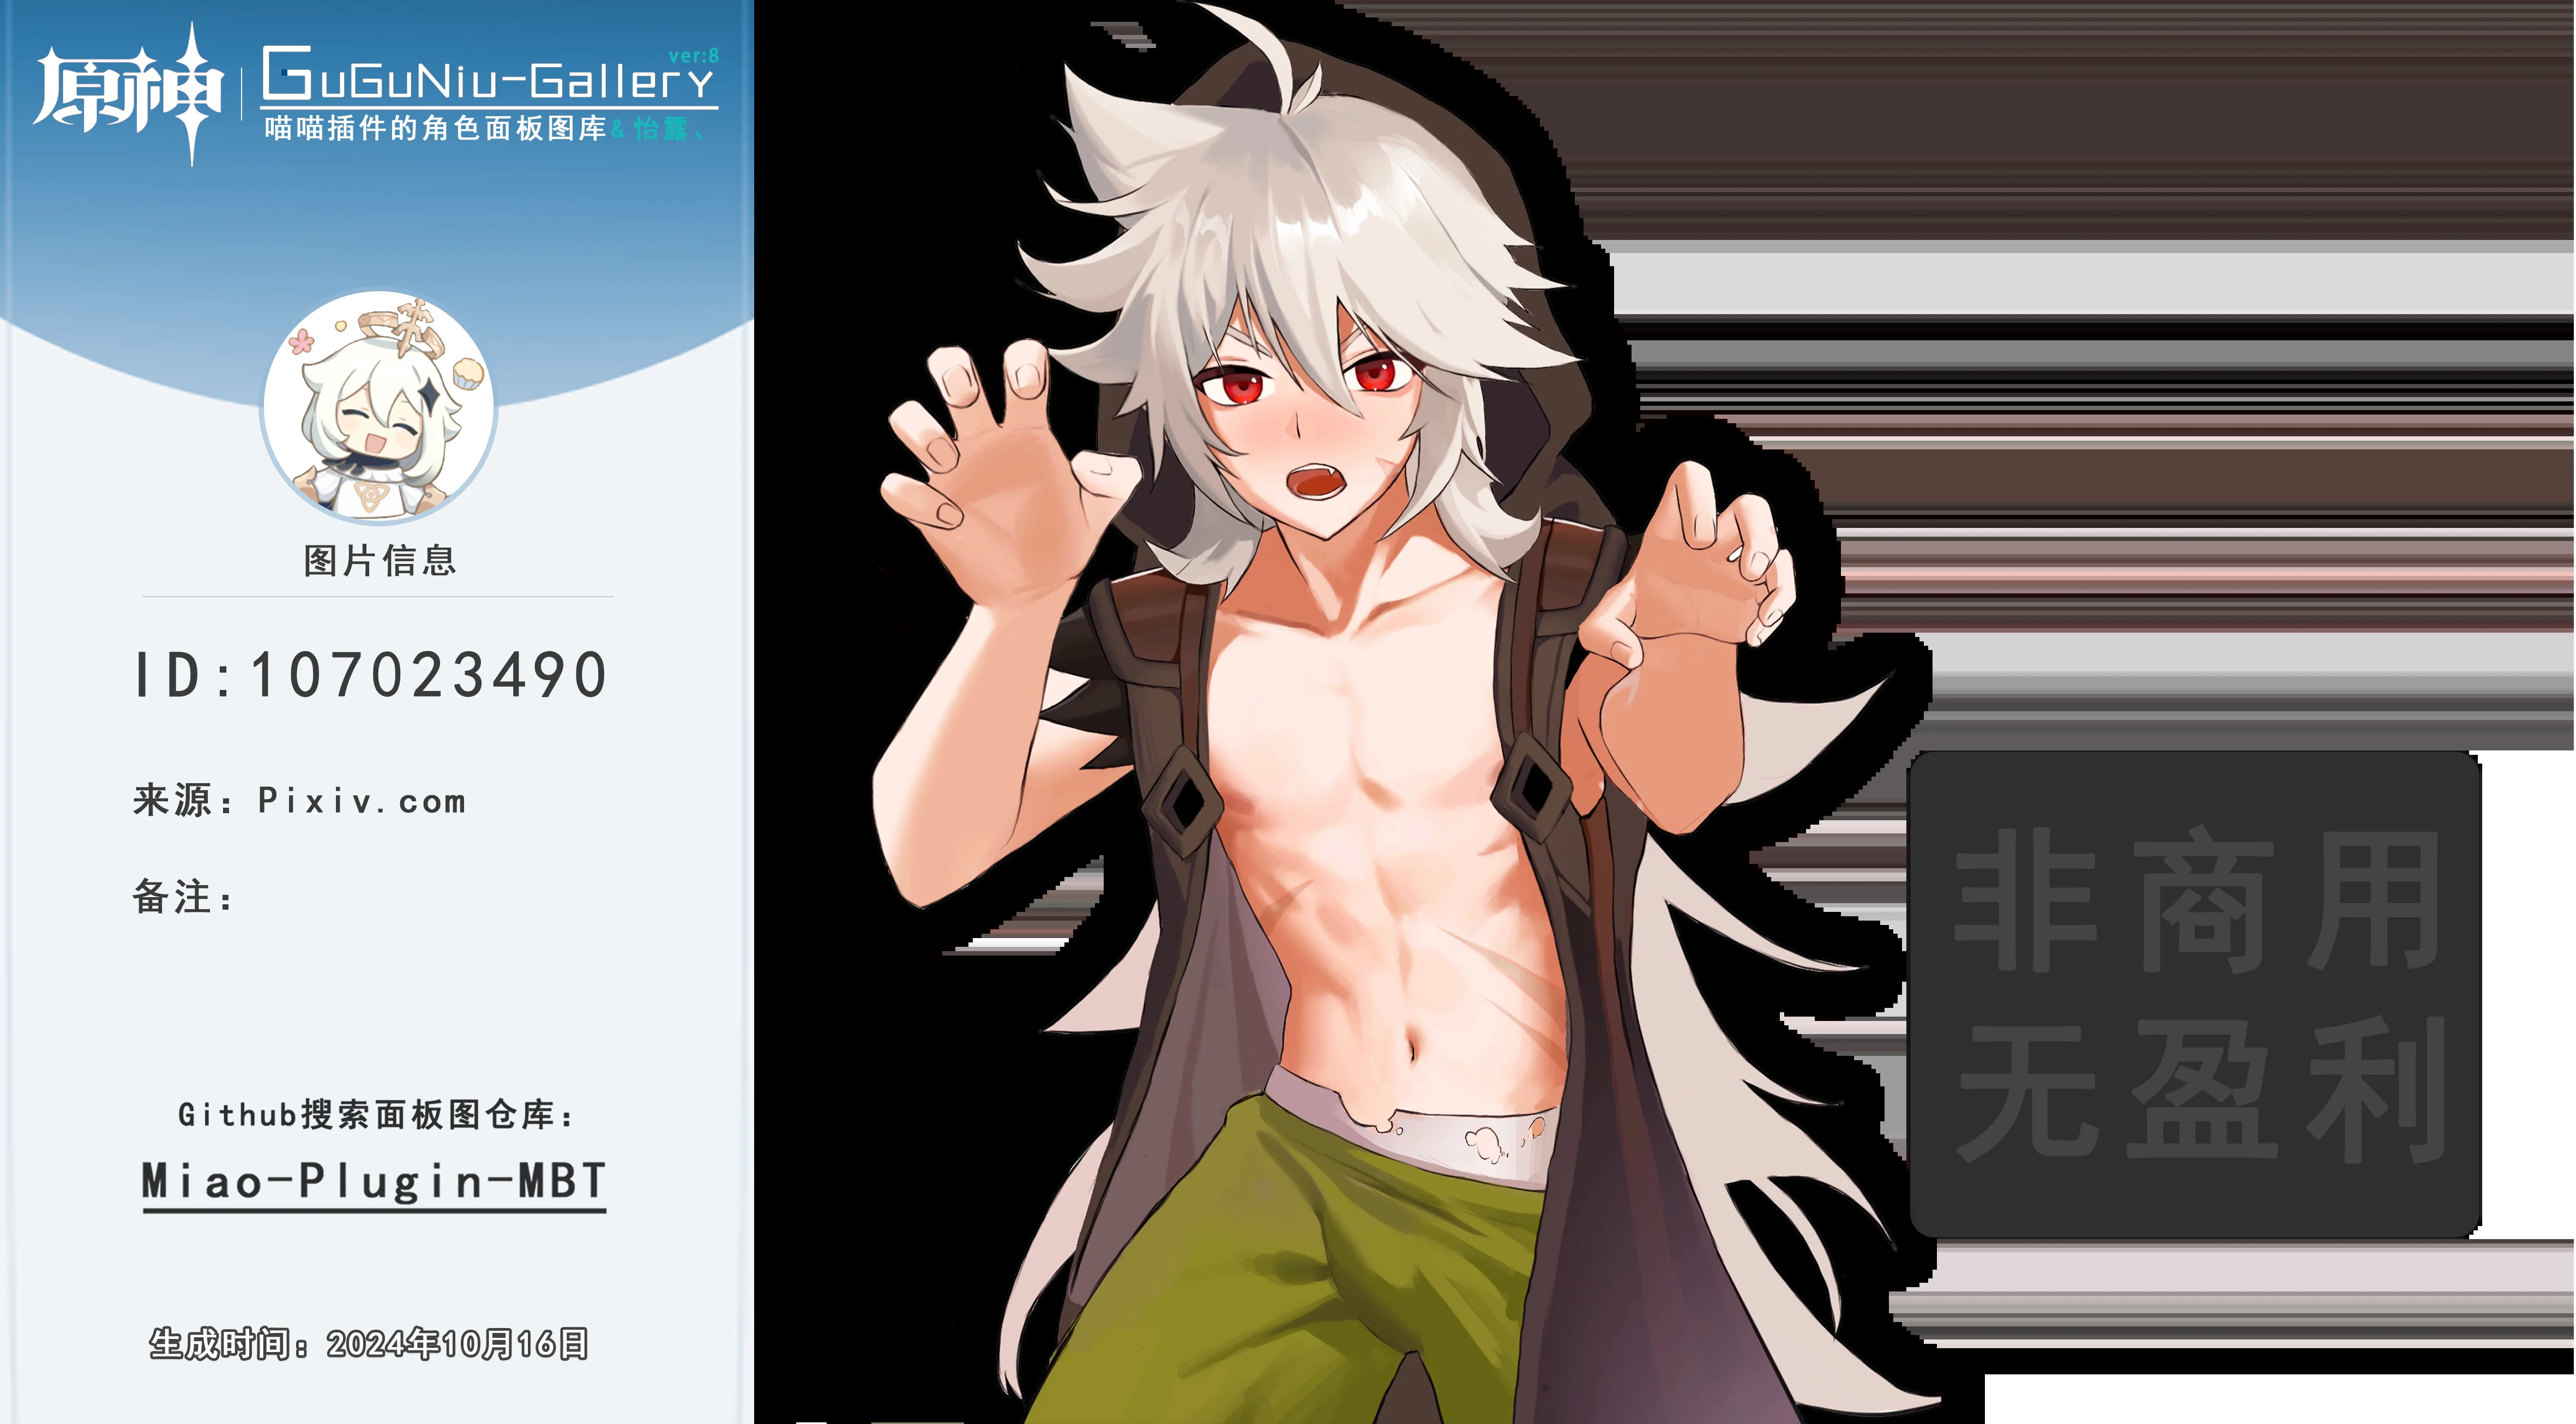 原神
GuGuNiu-Gallery
ver:8
喵喵插件的角色面板图库& 怡露、
图片信息
ID:107023490
来源：Pixiv.com
备注：
Github搜索面板图仓库：
Miao-Plugin-MBT
生成时间：2024年10月16日
非商用
无盈利